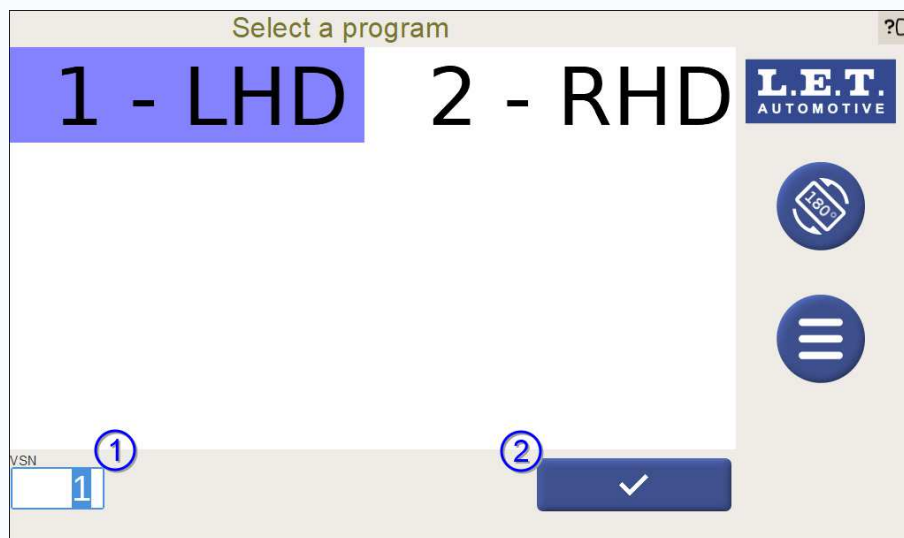 Select a program
?
1 - LHD
2 - RHD
L.E.T.
AUTOMOTIVE
180°
VSN
1
1
2